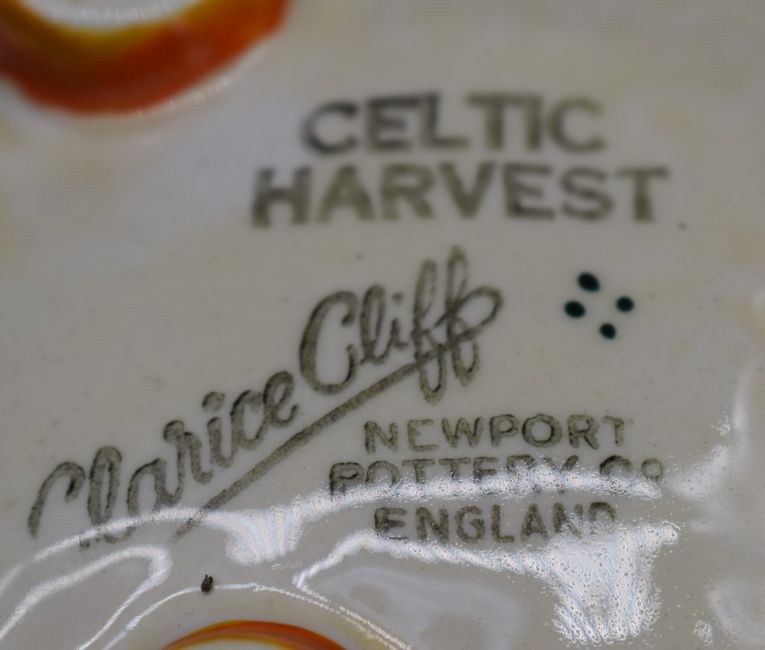 CELTIC
HARVEST
Clarice Cliff
NEWPORT
POTTERY Co
ENGLAND